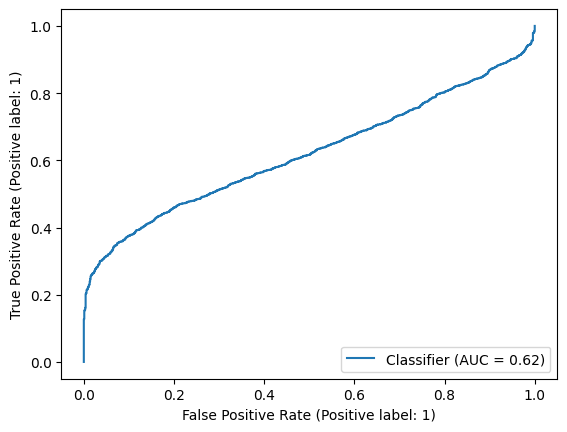 True Positive Rate (Positive label: 1)
1.0
0.8
0.6
0.4
0.2
0.0
Classifier (AUC = 0.62)
0.0 0.2 0.4 0.6 0.8 1.0
False Positive Rate (Positive label: 1)